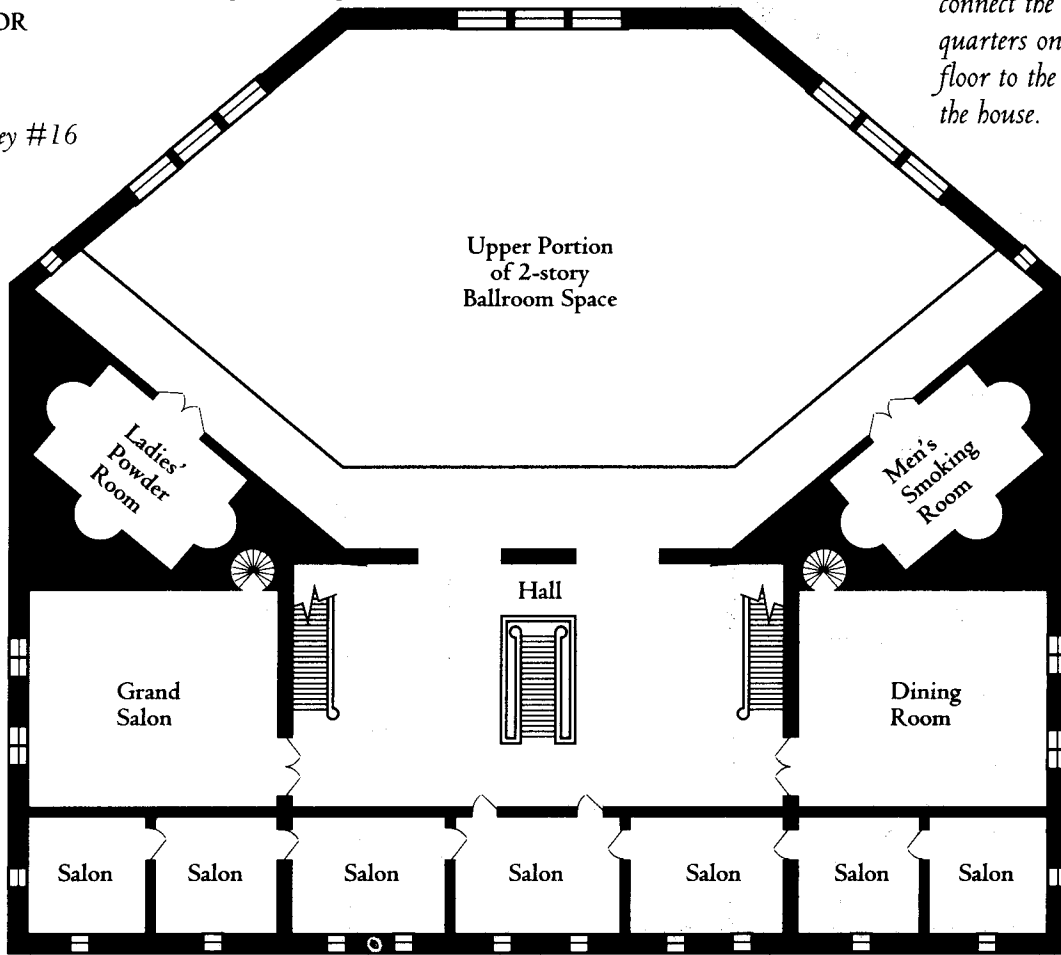 OR
ey #16
connect the
quarters on
floor to the
the house.
Upper Portion
of 2-story
Ballroom Space
Ladies'
Powder
Room
Men's
Smoking
Room
Hall
Grand
Salon
Dining
Room
Salon
Salon
Salon
Salon
Salon
Salon
Salon